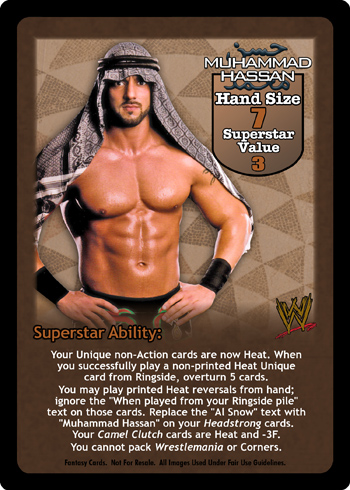 حسن
MUHAMMAD
HASSAN
محمد
Hand Size
7
Superstar
Value
3
W
Superstar Ability:
Your Unique non-Action cards are now Heat. When
you successfully play a non-printed Heat Unique
card from Ringside, overturn 5 cards.
You may play printed Heat reversals from hand;
ignore the "When played from your Ringside pile"
text on those cards. Replace the "Al Snow" text with
"Muhammad Hassan" on your Headstrong cards.
Your Camel Clutch cards are Heat and -3F.
You cannot pack Wrestlemania or Corners.
Fantasy Cards. Not For Resale. All Images Used Under Fair Use Guidelines.